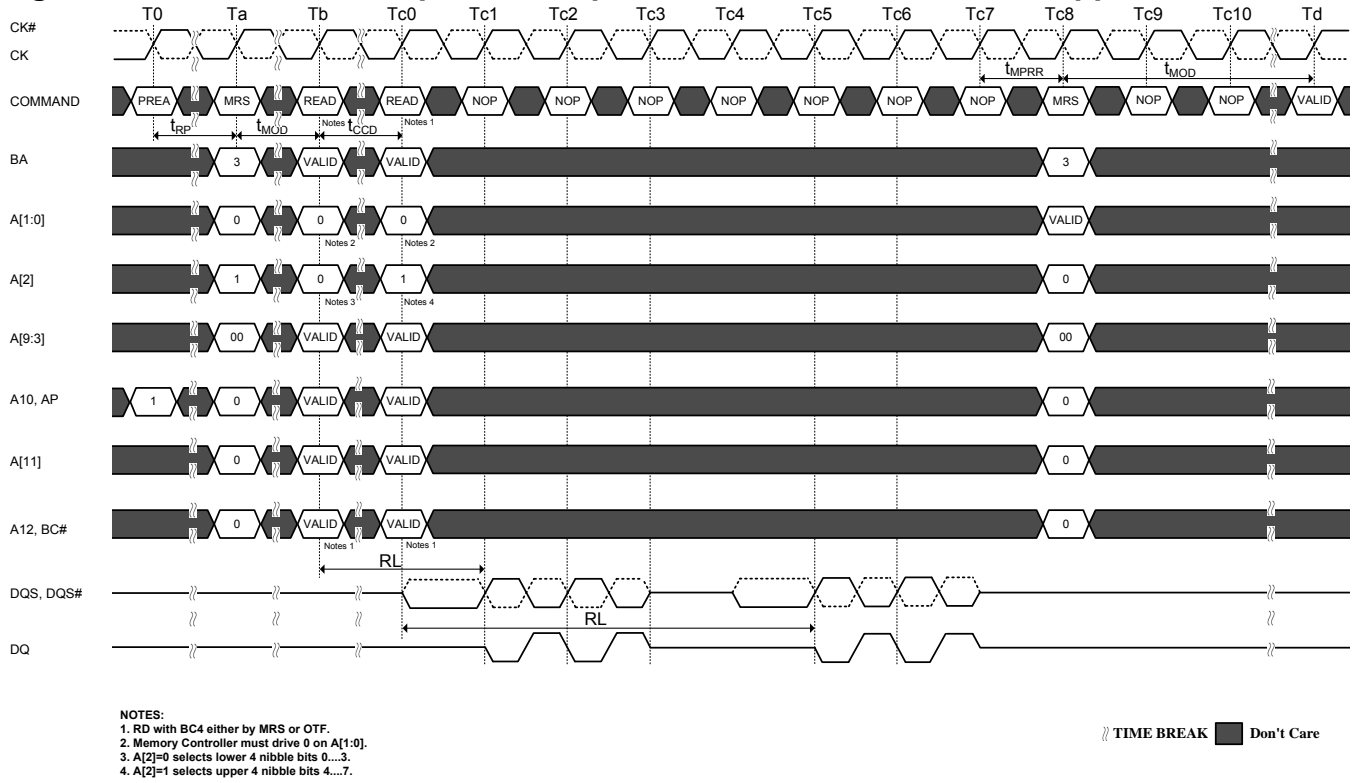 T0 Ta Tb Tc0 Tc1 Tc2 Tc3 Tc4 Tc5 Tc6 Tc7 Tc8 Tc9 Tc10 Td
CK#
CK
tMPRR tMOD
COMMAND PREA MRS READ READ NOP NOP NOP NOP NOP NOP NOP MRS NOP NOP VALID
Notes 1 Notes 1
tRP tMOD tCCD
BA 3 VALID VALID 3
A[1:0] 0 0 0 VALID
Notes 2 Notes 2
A[2] 1 0 1 0
Notes 3 Notes 4
A[9:3] 00 VALID VALID 00
A10, AP 1 0 VALID VALID 0
A[11] 0 VALID VALID 0
A12, BC# 0 VALID VALID 0
Notes 1 Notes 1
RL
DQS, DQS#
RL
DQ
NOTES:
1. RD with BC4 either by MRS or OTF.
2. Memory Controller must drive 0 on A[1:0].
3. A[2]=0 selects lower 4 nibble bits 0....3.
4. A[2]=1 selects upper 4 nibble bits 4....7.
TIME BREAK Don't Care